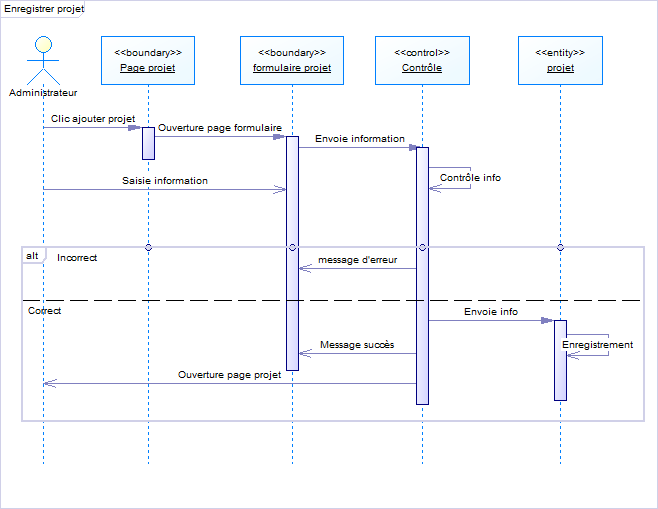 Enregistrer projet
<<boundary>>
Page projet
<<boundary>>
formulaire projet
<<control>>
Contrôle
<<entity>>
projet
Administrateur
Clic ajouter projet
Ouverture page formulaire
Envoie information
Contrôle info
Saisie information
alt
Incorrect
message d'erreur
Correct
Envoie info
Enregistrement
Message succès
Ouverture page projet